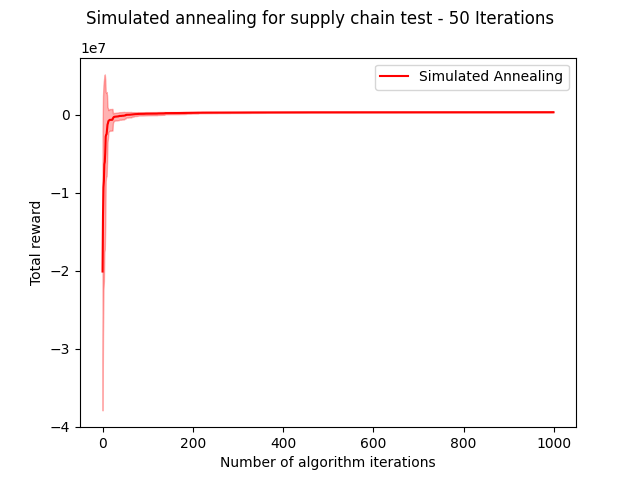 Simulated annealing for supply chain test - 50 Iterations
1e7
Simulated Annealing
0
−1
−2
−3
−4
Total reward
0 200 400 600 800 1000
Number of algorithm iterations